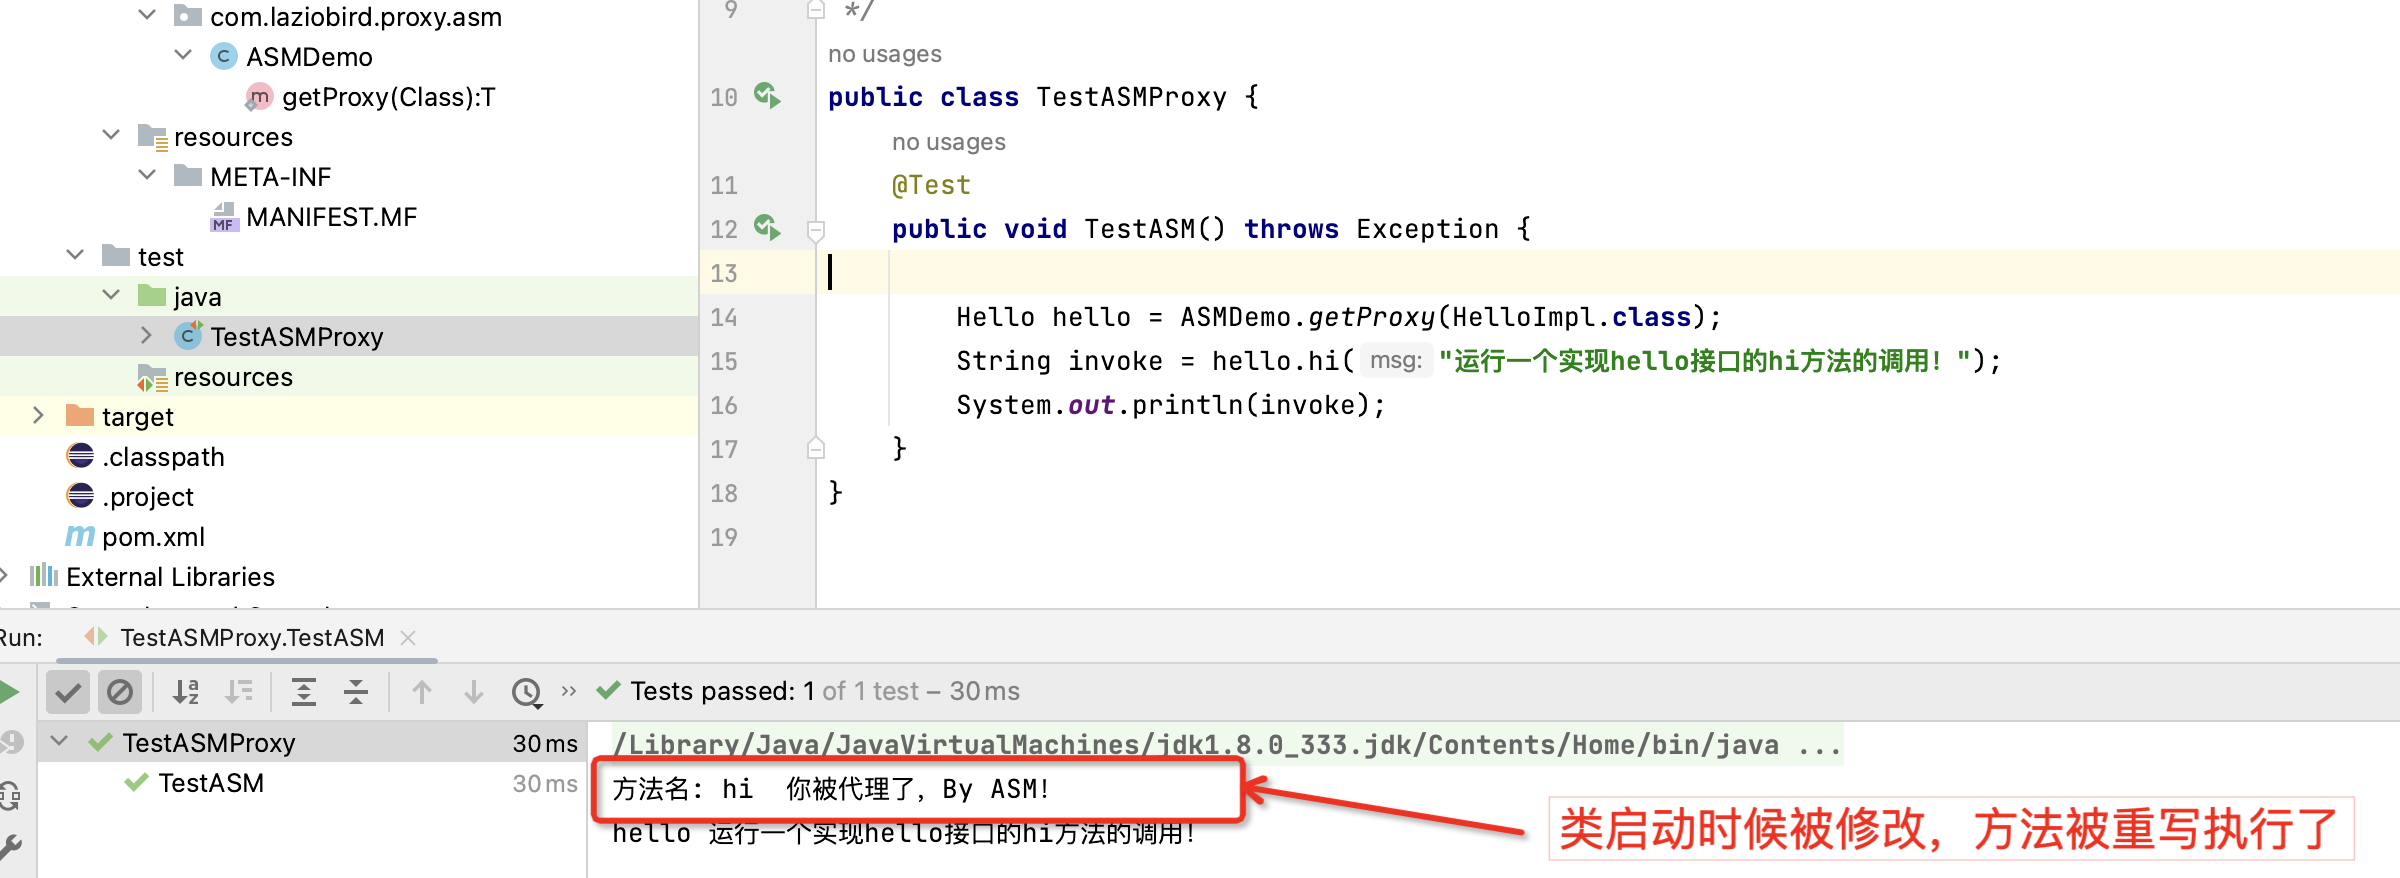 com.laziobird.proxy.asm
ASMDemo
getProxy(Class):T
resources
META-INF
MANIFEST.MF
test
java
TestASMProxy
resources
target
.classpath
.project
pom.xml
External Libraries
9 */
no usages
10 public class TestASMProxy {
no usages
11 @Test
12 public void TestASM() throws Exception {
13
14 Hello hello = ASMDemo.getProxy(HelloImpl.class);
15 String invoke = hello.hi( msg: "运行一个实现hello接口的hi方法的调用！");
16 System.out.println(invoke);
17 }
18 }
19
Run: TestASMProxy.TestASM
Tests passed: 1 of 1 test – 30 ms
TestASMProxy 30 ms
TestASM 30 ms
/Library/Java/JavaVirtualMachines/jdk1.8.0_333.jdk/Contents/Home/bin/java ...
方法名: hi 你被代理了，By ASM!
hello 运行一个实现hello接口的hi方法的调用！
类启动时候被修改，方法被重写执行了